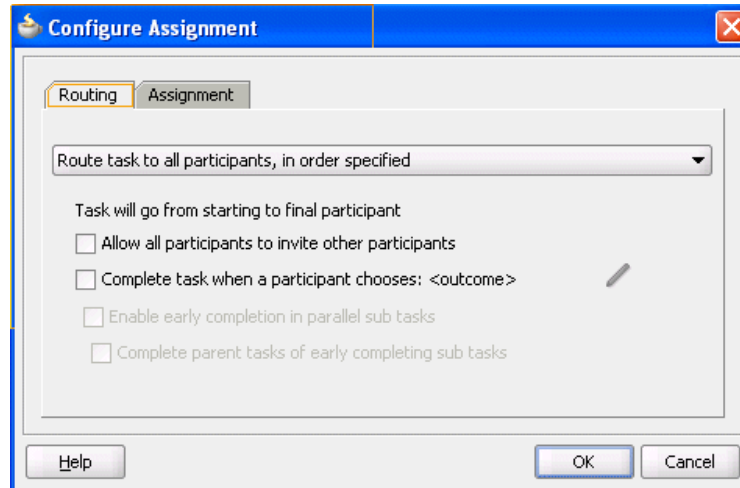 Configure Assignment
Routing Assignment
Route task to all participants, in order specified
Task will go from starting to final participant
Allow all participants to invite other participants
Complete task when a participant chooses: <outcome>
Enable early completion in parallel sub tasks
Complete parent tasks of early completing sub tasks
Help OK Cancel